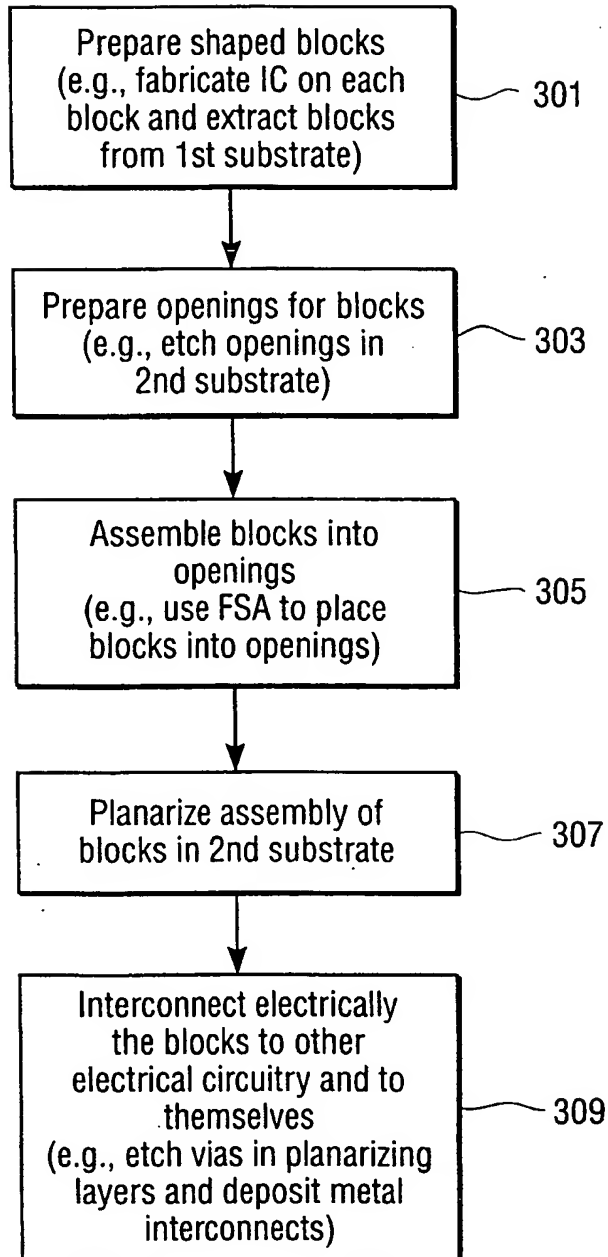 Prepare shaped blocks
(e.g., fabricate IC on each
block and extract blocks
from 1st substrate)
301
Prepare openings for blocks
(e.g., etch openings in
2nd substrate)
303
Assemble blocks into
openings
(e.g., use FSA to place
blocks into openings)
305
Planarize assembly of
blocks in 2nd substrate
307
Interconnect electrically
the blocks to other
electrical circuitry and to
themselves
(e.g., etch vias in planarizing
layers and deposit metal
interconnects)
309